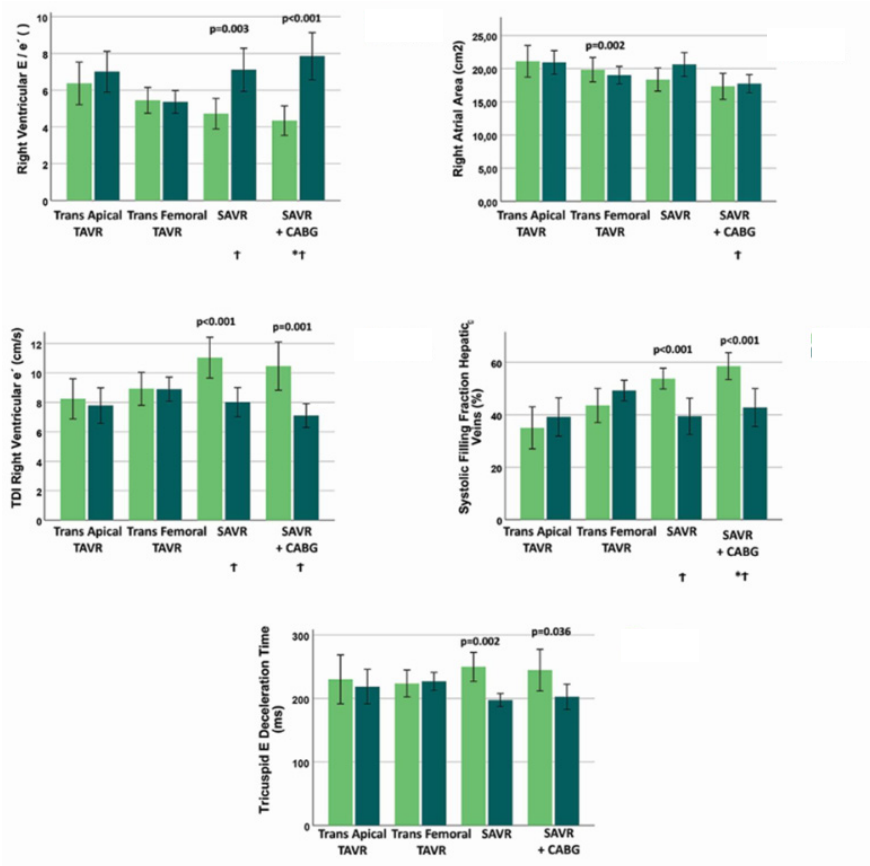 Right Ventricular E / e´ ( )
10
8
6
4
2
0
p=0.003
p<0.001
Trans Apical TAVR
Trans Femoral TAVR
SAVR
SAVR + CABG
†
*†
Right Atrial Area (cm2)
25,00
20,00
15,00
10,00
5,00
0,00
p=0.002
Trans Apical TAVR
Trans Femoral TAVR
SAVR
SAVR + CABG
†
TDI Right Ventricular e´ (cm/s)
12
10
8
6
4
2
0
p<0.001
p=0.001
Trans Apical TAVR
Trans Femoral TAVR
SAVR
SAVR + CABG
†
†
Systolic Filling Fraction Hepatic
Veins (%)
60
40
20
0
p<0.001
p<0.001
Trans Apical TAVR
Trans Femoral TAVR
SAVR
SAVR + CABG
†
*†
Tricuspid E Deceleration Time
(ms)
300
200
100
0
p=0.002
p=0.036
Trans Apical TAVR
Trans Femoral TAVR
SAVR
SAVR + CABG